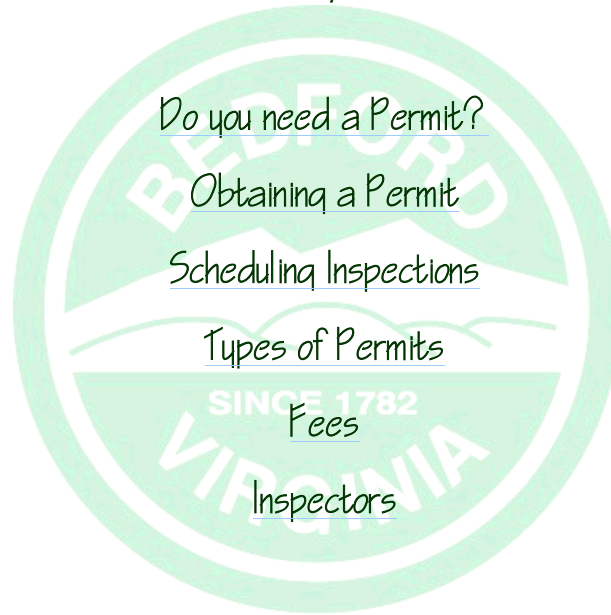 BEDFORD
Do you need a Permit?
Obtaining a Permit
Scheduling Inspections
Types of Permits
SINCE 1782
Fees
VIRGINIA
Inspectors